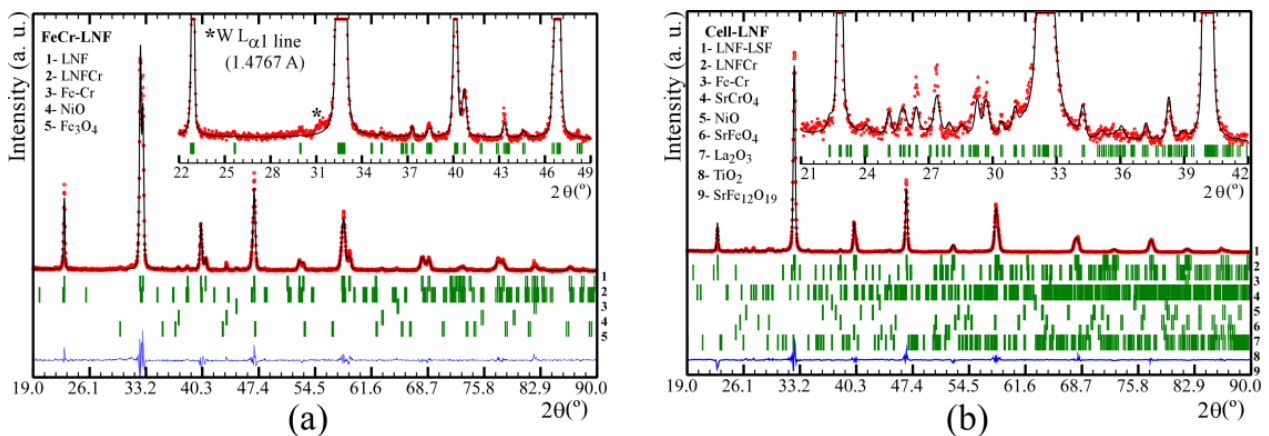 Intensity (a. u.)
FeCr-LNF
1- LNF
2- LNFCr
3- Fe-Cr
4- NiO
5- Fe3O4
*W Lα1 line
(1.4767 A)
*
22 25 28 31 34 37 40 43 46 49
2θ(º)
1
2
3
4
5
19.0 26.1 33.2 40.3 47.4 54.5 61.6 68.7 75.8 82.9 90.0
(a)
2θ(º)
Intensity (a. u.)
Cell-LNF
1- LNF-LSF
2- LNFCr
3- Fe-Cr
4- SrCrO4
5- NiO
6- SrFeO4
7- La2O3
8- TiO2
9- SrFe12O19
21 24 26 27 29 30 32 33 34 36 37 39 40 42
2θ(º)
1
2
3
4
5
6
7
8
9
19.0 26.1 33.2 40.3 47.4 54.5 61.6 68.7 75.8 82.9 90.0
(b)
2θ(º)